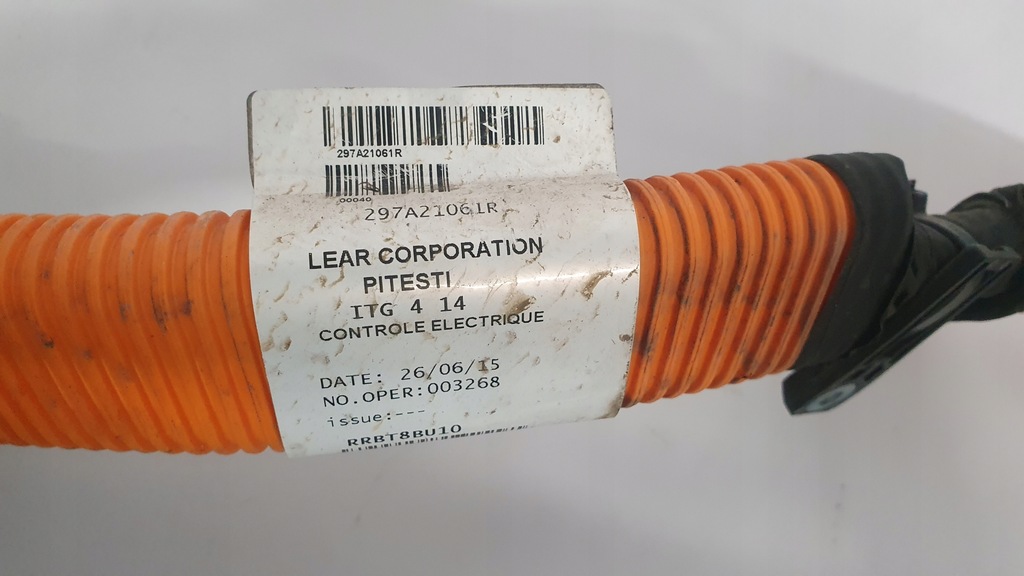 297A21061R
00040
297A21061R
LEAR CORPORATION
PITESTI
ITG 4 14
CONTROLE ELECTRIQUE
DATE: 26/06/15
NO.OPER:003268
issue:---
RRBT8BU10